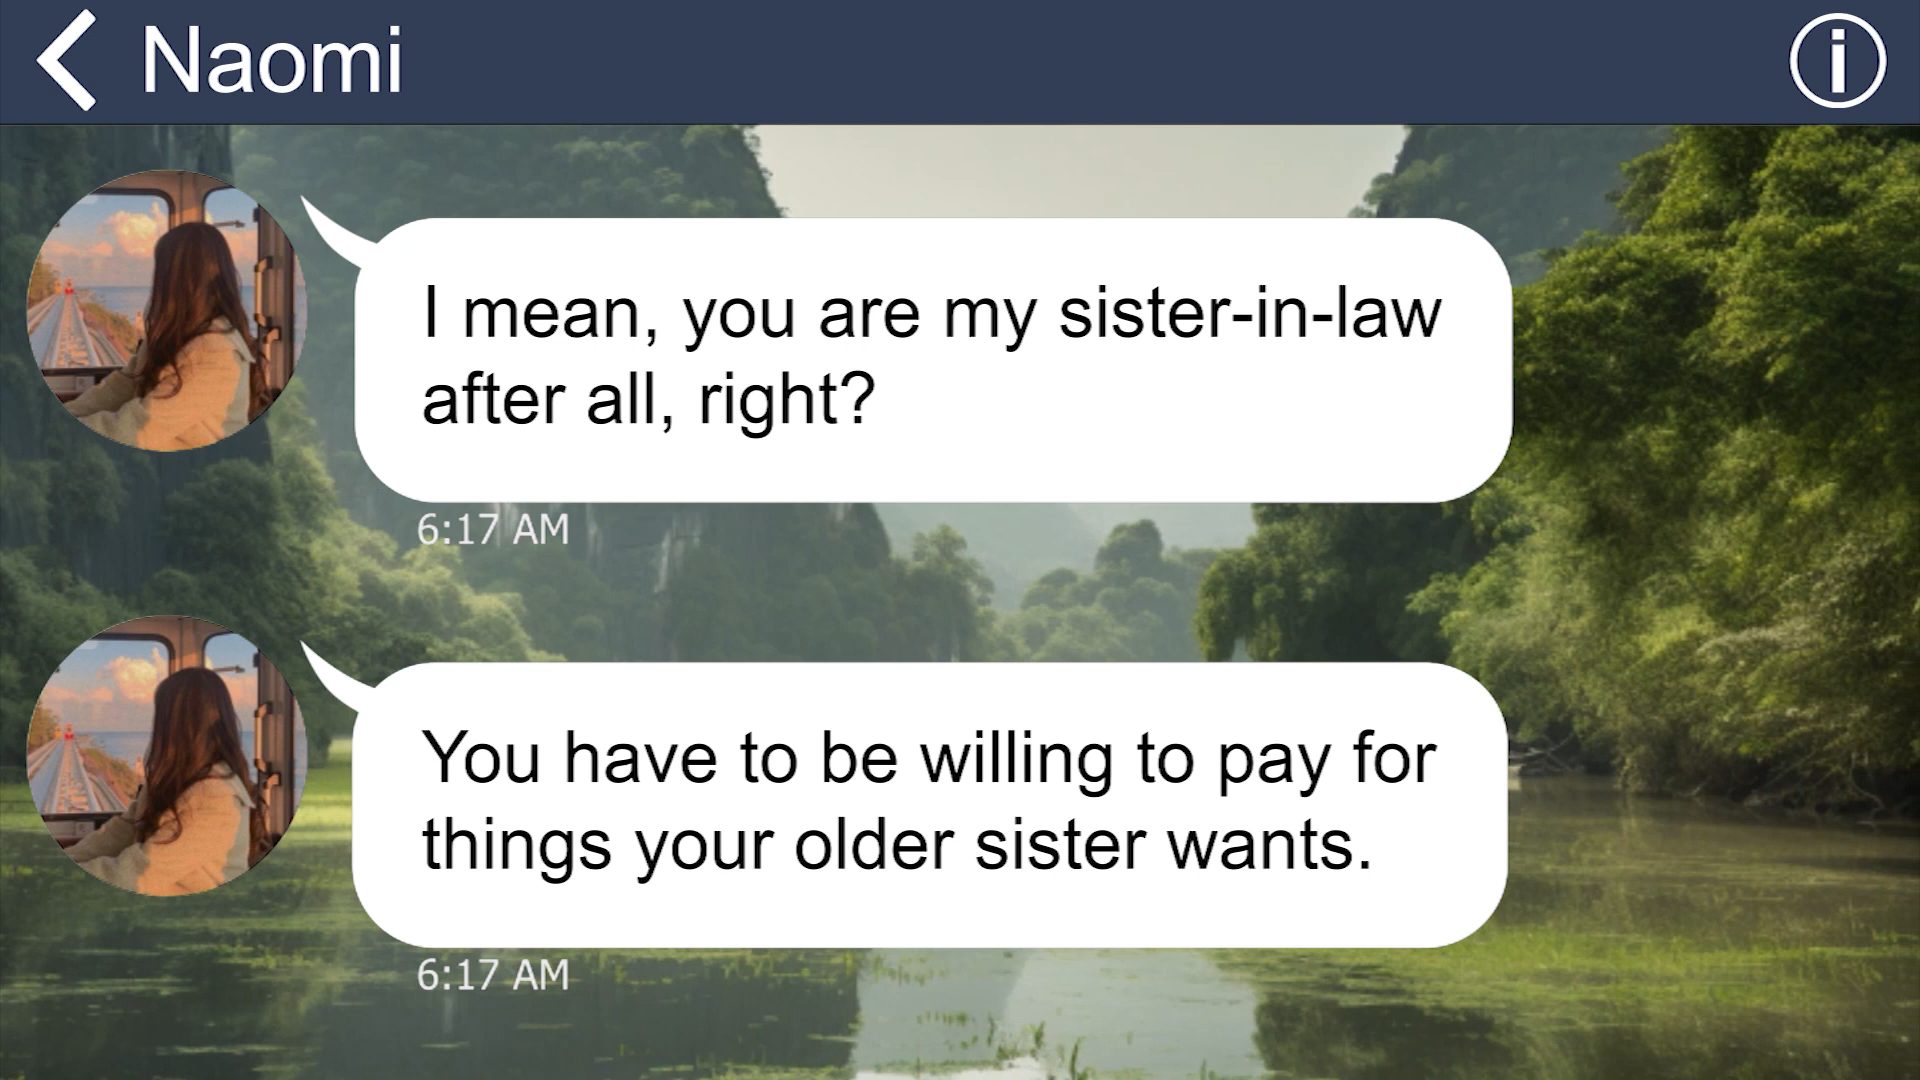 Naomi
I mean, you are my sister-in-law
after all, right?
6:17 AM
You have to be willing to pay for
things your older sister wants.
6:17 AM